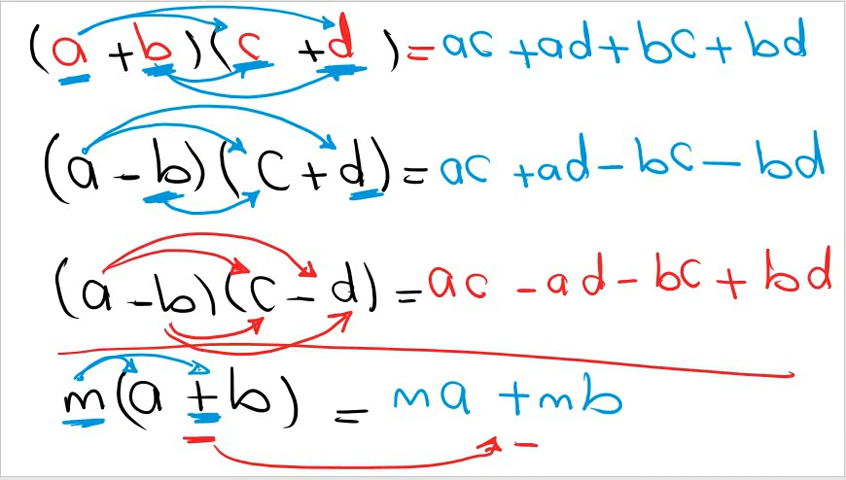 (a + b)(c + d) = ac + ad + bc + bd
(a - b)(c + d) = ac + ad - bc - bd
(a - b)(c - d) = ac - ad - bc + bd
m(a + b) = ma + mb
- -